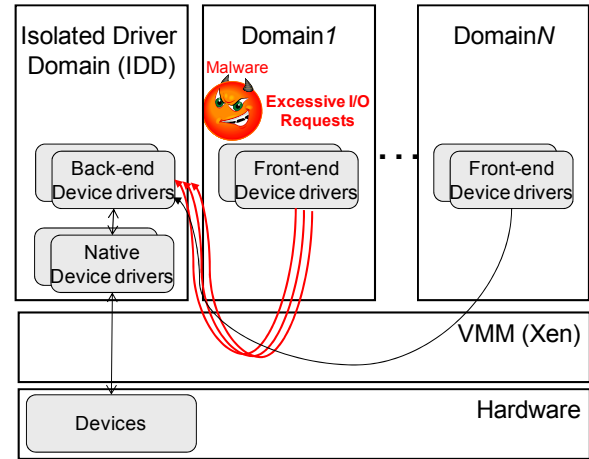 Isolated Driver
Domain (IDD)
Domain1
DomainN
Malware
Excessive I/O
Requests
Back-end
Device drivers
Front-end
Device drivers
...
Front-end
Device drivers
Native
Device drivers
VMM (Xen)
Hardware
Devices